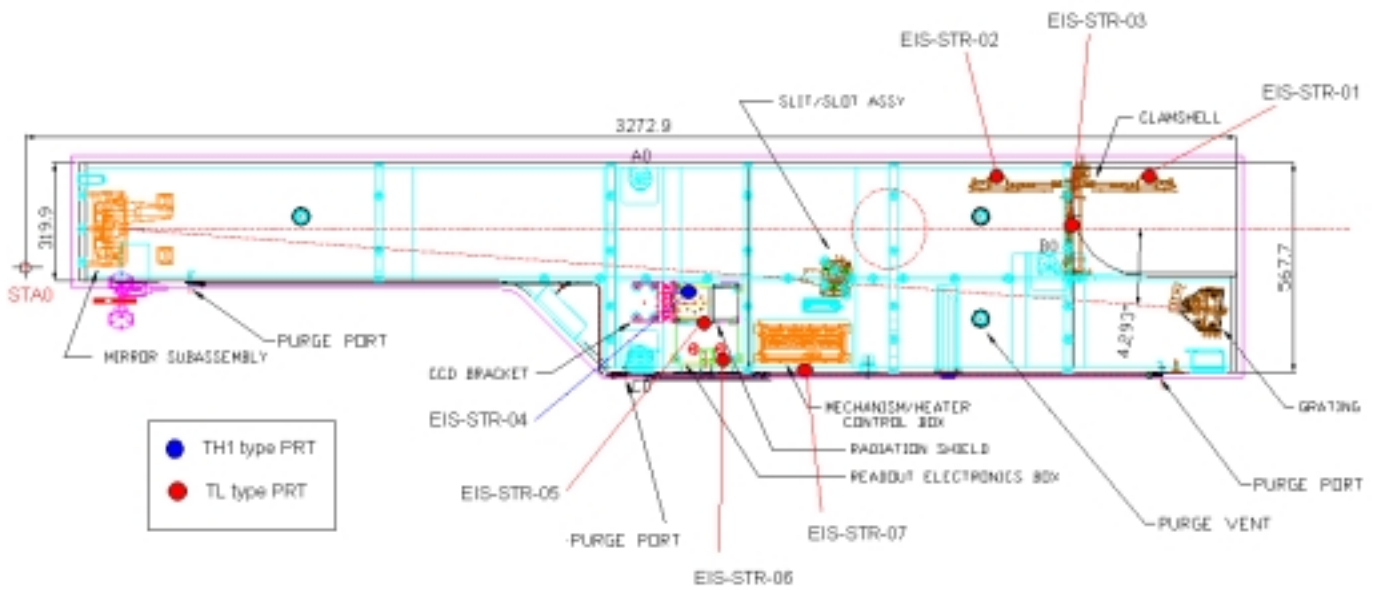 EIS-STR-03
EIS-STR-02
EIS-STR-01
SLIT/SLOT ASSY
CLAMSHELL
3272.9
A0
319.9
B0
567.7
STA0
PURGE PORT
MIRROR SUBASSEMBLY
CCD BRACKET
EIS-STR-04
MECHANISM/HEATER
CONTROL BOX
GRATING
RADIATION SHIELD
READOUT ELECTRONICS BOX
TH1 type PRT
TL type PRT
EIS-STR-05
PURGE PORT
PURGE VENT
PURGE PORT
EIS-STR-07
EIS-STR-06